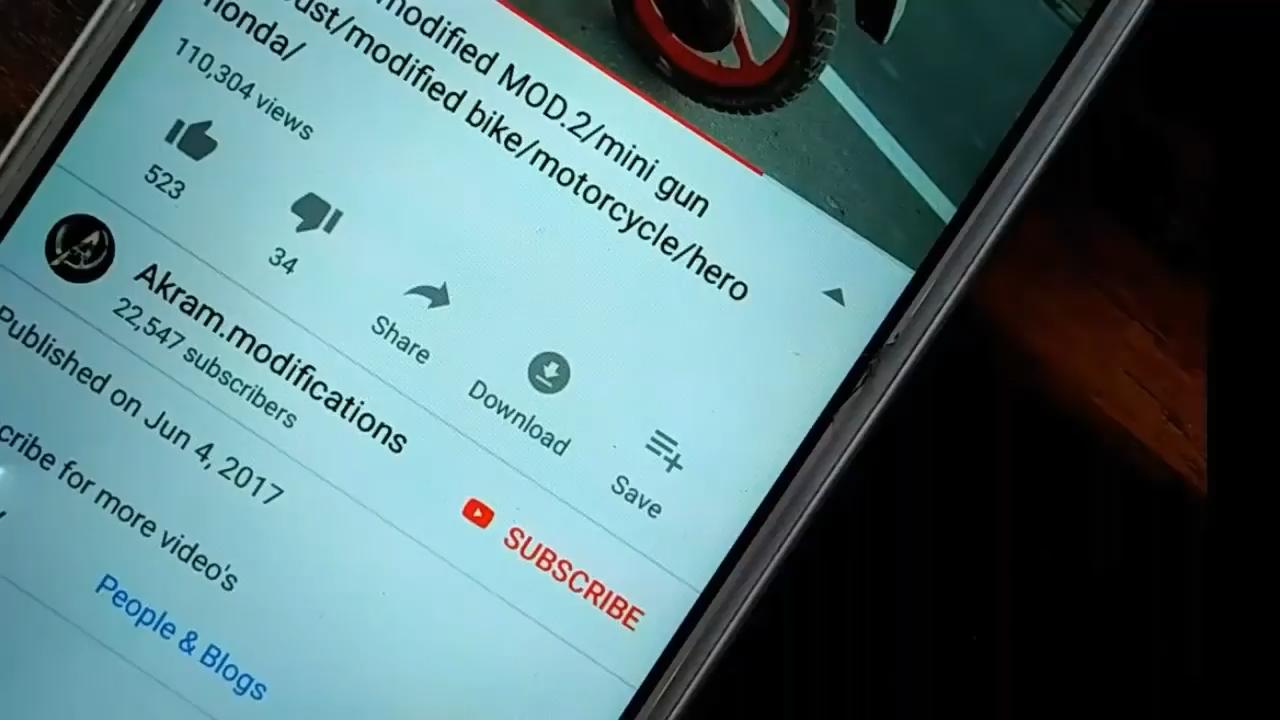 modified MOD.2/mini gun
ust/modified bike/motorcycle/hero
honda/
110,304 views
523
34
Share
Download
Save
Akram.modifications
22,547 subscribers
SUBSCRIBE
Published on Jun 4, 2017
cribe for more video's
People & Blogs